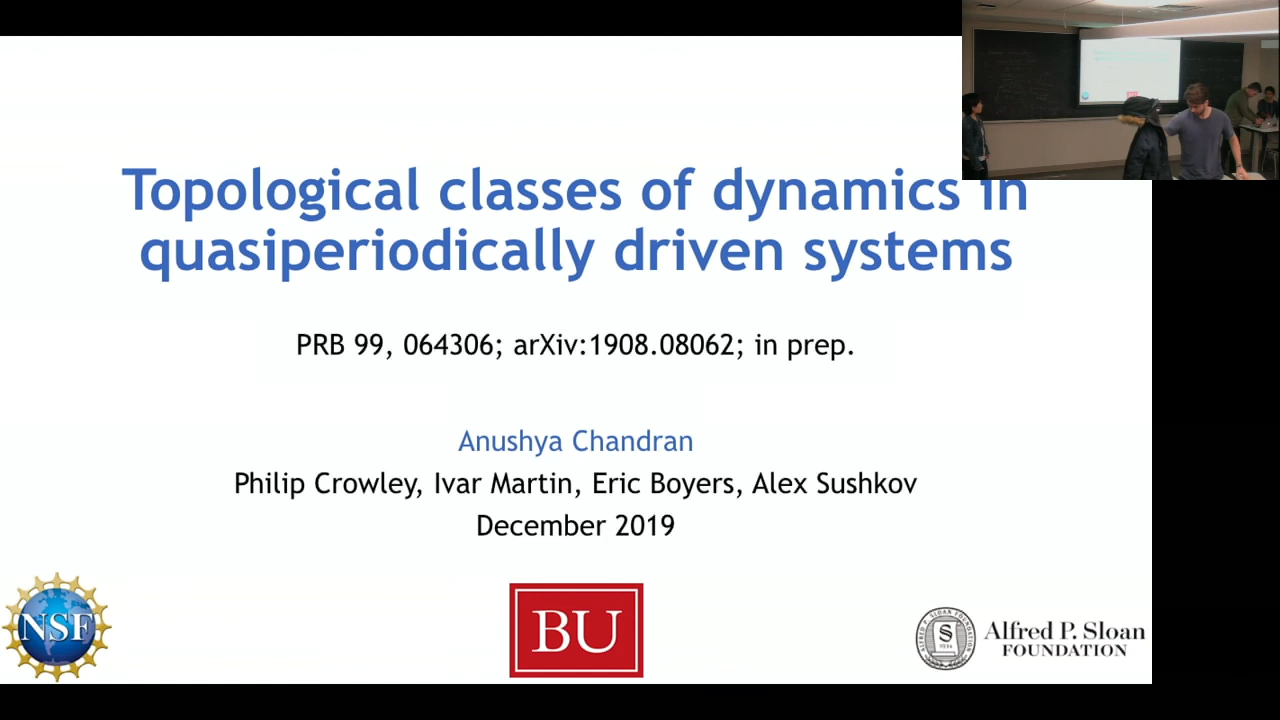 Topological classes of dynamics in
quasiperiodically driven systems
PRB 99, 064306; arXiv:1908.08062; in prep.
Anushya Chandran
Philip Crowley, Ivar Martin, Eric Boyers, Alex Sushkov
December 2019
NSF
BU
Alfred P. Sloan
FOUNDATION